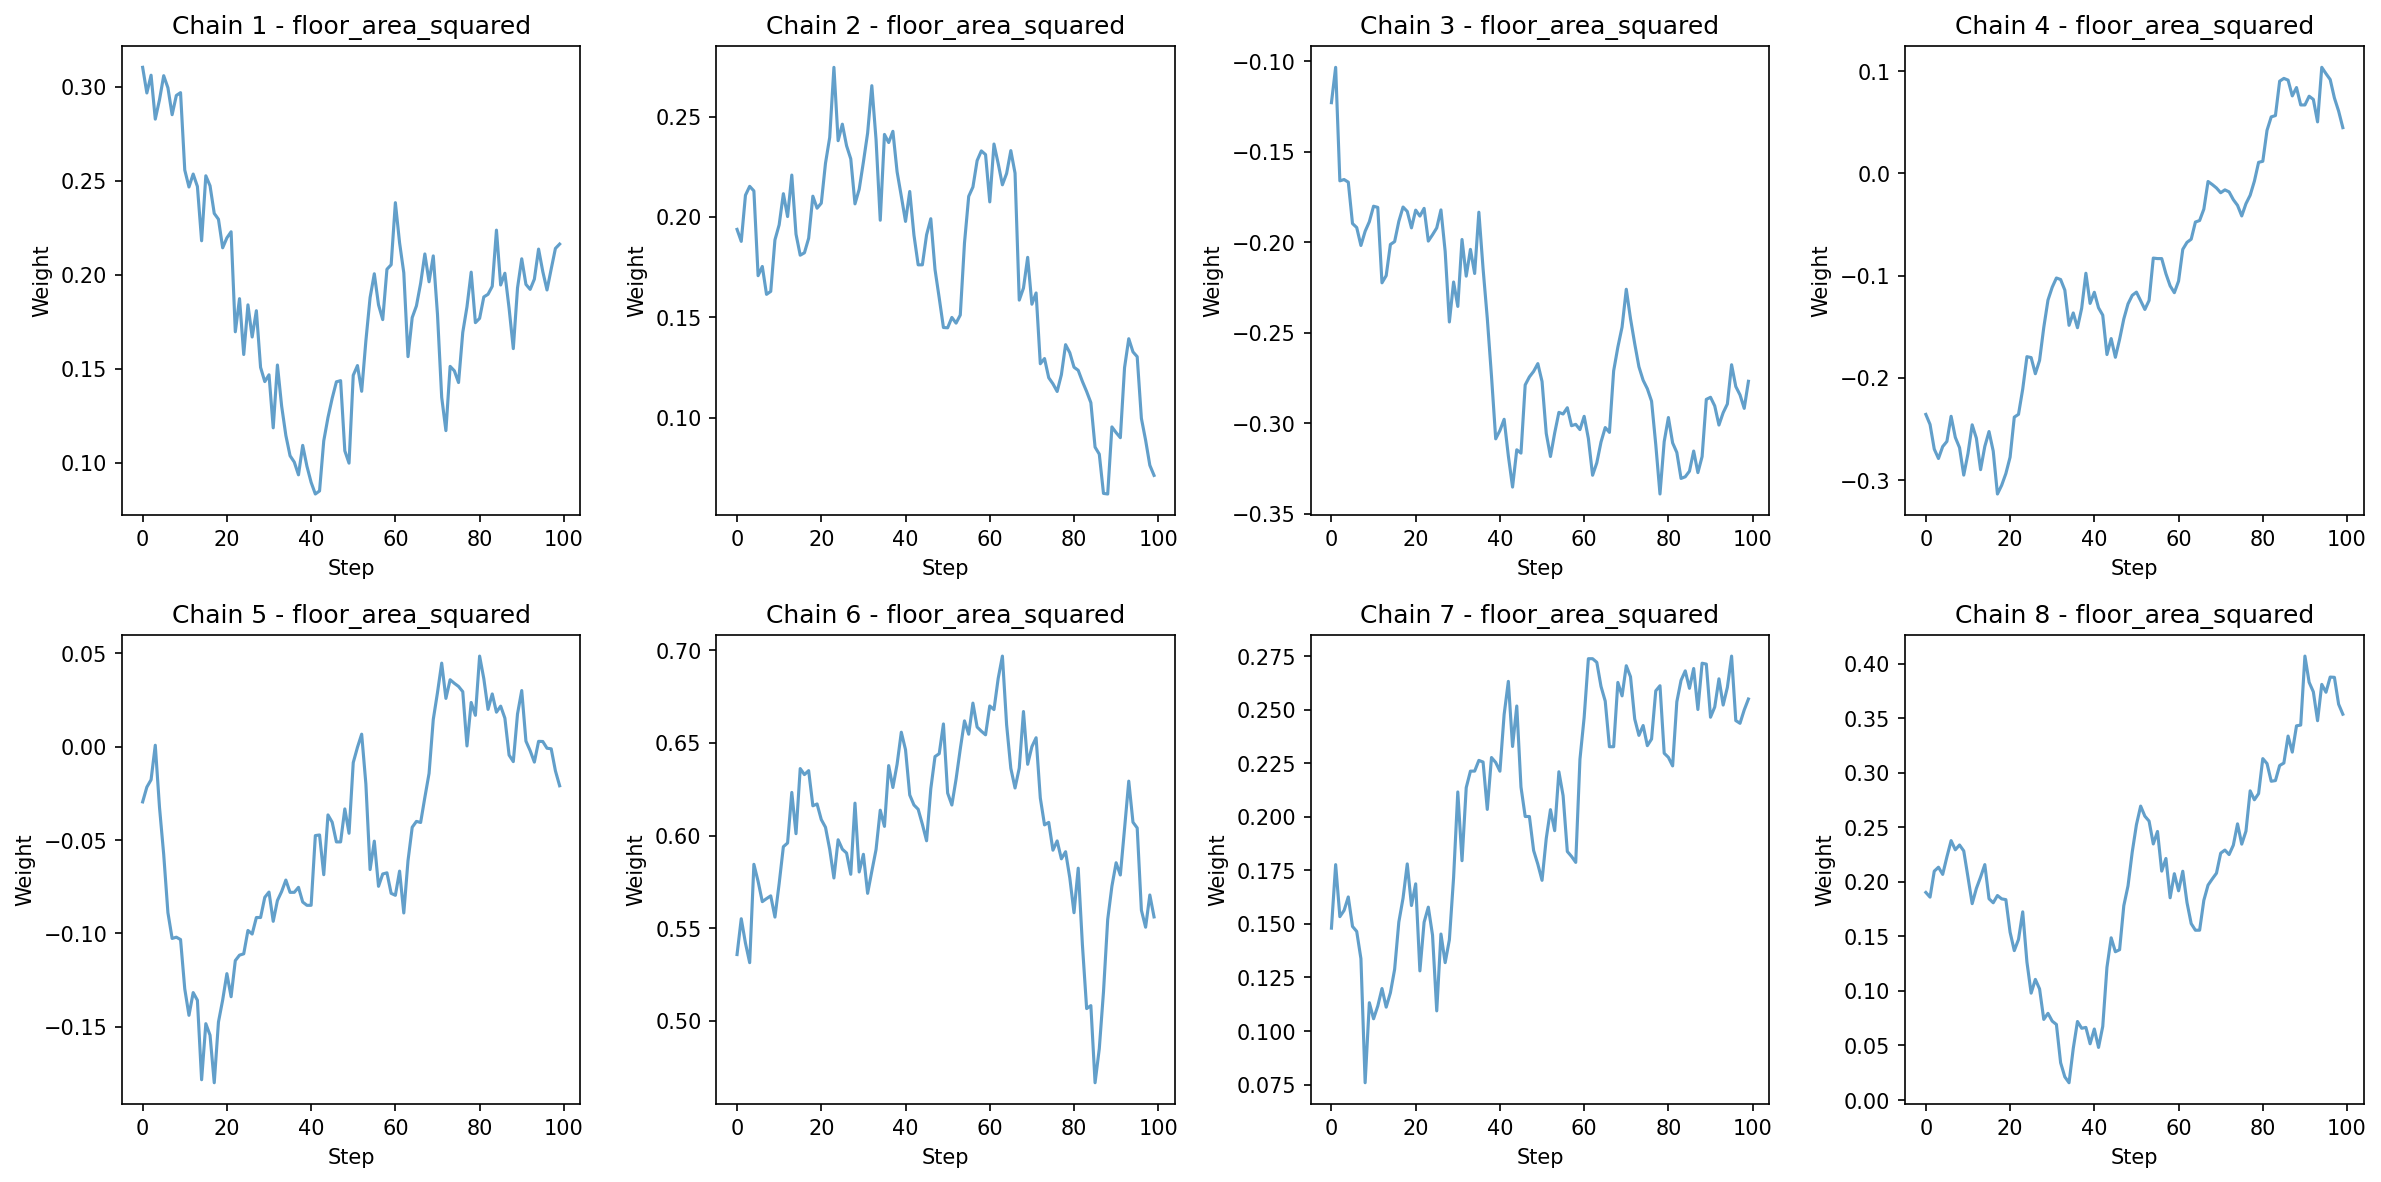 Chain 1 - floor_area_squared
Weight
0.30
0.25
0.20
0.15
0.10
0 20 40 60 80 100
Step
Chain 2 - floor_area_squared
Weight
0.25
0.20
0.15
0.10
0 20 40 60 80 100
Step
Chain 3 - floor_area_squared
Weight
−0.10
−0.15
−0.20
−0.25
−0.30
−0.35
0 20 40 60 80 100
Step
Chain 4 - floor_area_squared
Weight
0.1
0.0
−0.1
−0.2
−0.3
0 20 40 60 80 100
Step
Chain 5 - floor_area_squared
Weight
0.05
0.00
−0.05
−0.10
−0.15
0 20 40 60 80 100
Step
Chain 6 - floor_area_squared
Weight
0.70
0.65
0.60
0.55
0.50
0 20 40 60 80 100
Step
Chain 7 - floor_area_squared
Weight
0.275
0.250
0.225
0.200
0.175
0.150
0.125
0.100
0.075
0 20 40 60 80 100
Step
Chain 8 - floor_area_squared
Weight
0.40
0.35
0.30
0.25
0.20
0.15
0.10
0.05
0.00
0 20 40 60 80 100
Step